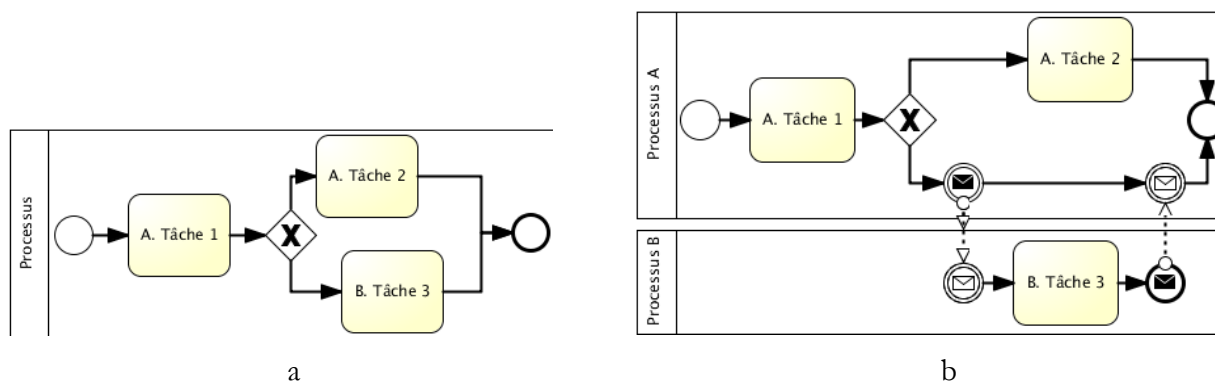 Processus
A. Tâche 1
X
A. Tâche 2
B. Tâche 3
a
Processus A
A. Tâche 1
X
A. Tâche 2
Processus B
B. Tâche 3
b